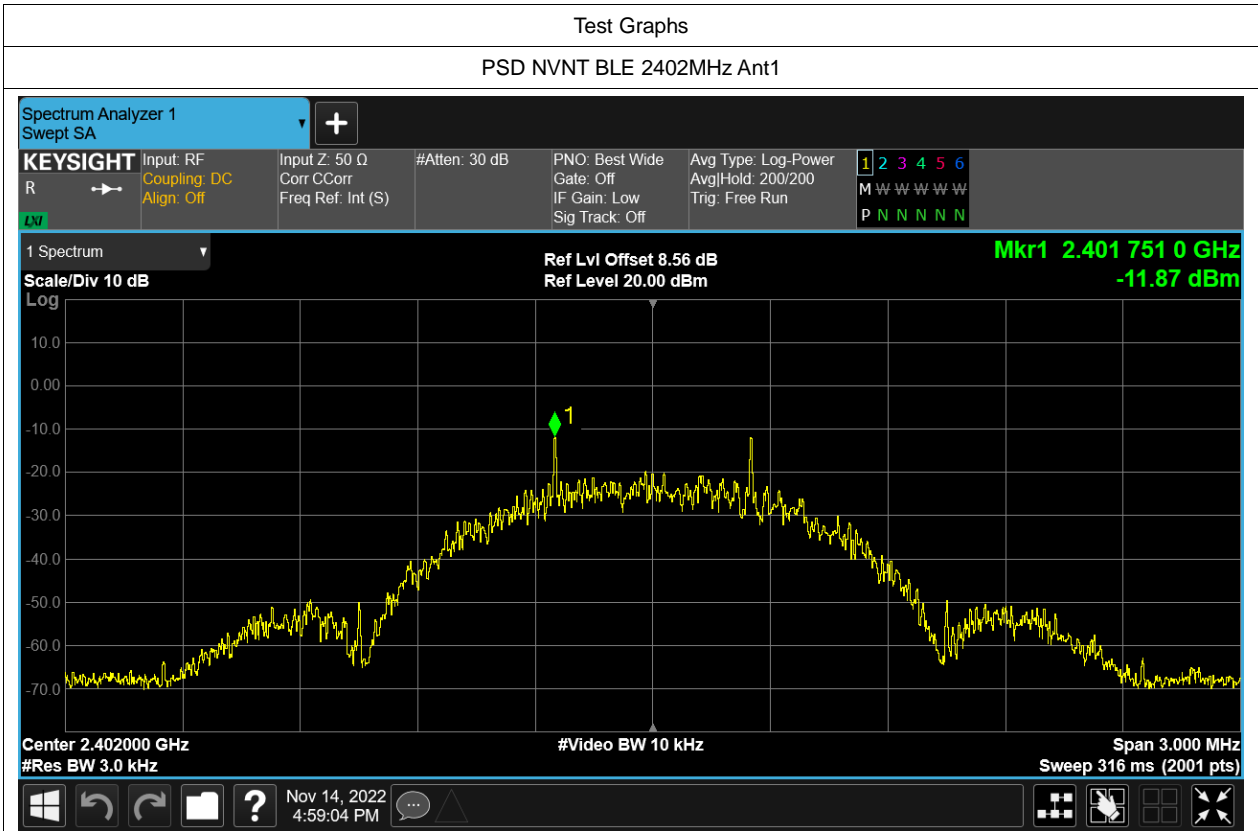 Test Graphs
PSD NVNT BLE 2402MHz Ant1
Spectrum Analyzer 1
Swept SA
KEYSIGHT
R
LXI
Input: RF
Coupling: DC
Align: Off
Input Z: 50 Ω
Corr CCorr
Freq Ref: Int (S)
#Atten: 30 dB
PNO: Best Wide
Gate: Off
IF Gain: Low
Sig Track: Off
Avg Type: Log-Power
Avg|Hold: 200/200
Trig: Free Run
1 2 3 4 5 6
M W W W W W
P N N N N N
1 Spectrum
Scale/Div 10 dB
Ref Lvl Offset 8.56 dB
Ref Level 20.00 dBm
Mkr1 2.401 751 0 GHz
-11.87 dBm
Log
10.0
0.00
-10.0
-20.0
-30.0
-40.0
-50.0
-60.0
-70.0
1
Center 2.402000 GHz
#Res BW 3.0 kHz
#Video BW 10 kHz
Span 3.000 MHz
Sweep 316 ms (2001 pts)
?
Nov 14, 2022
4:59:04 PM